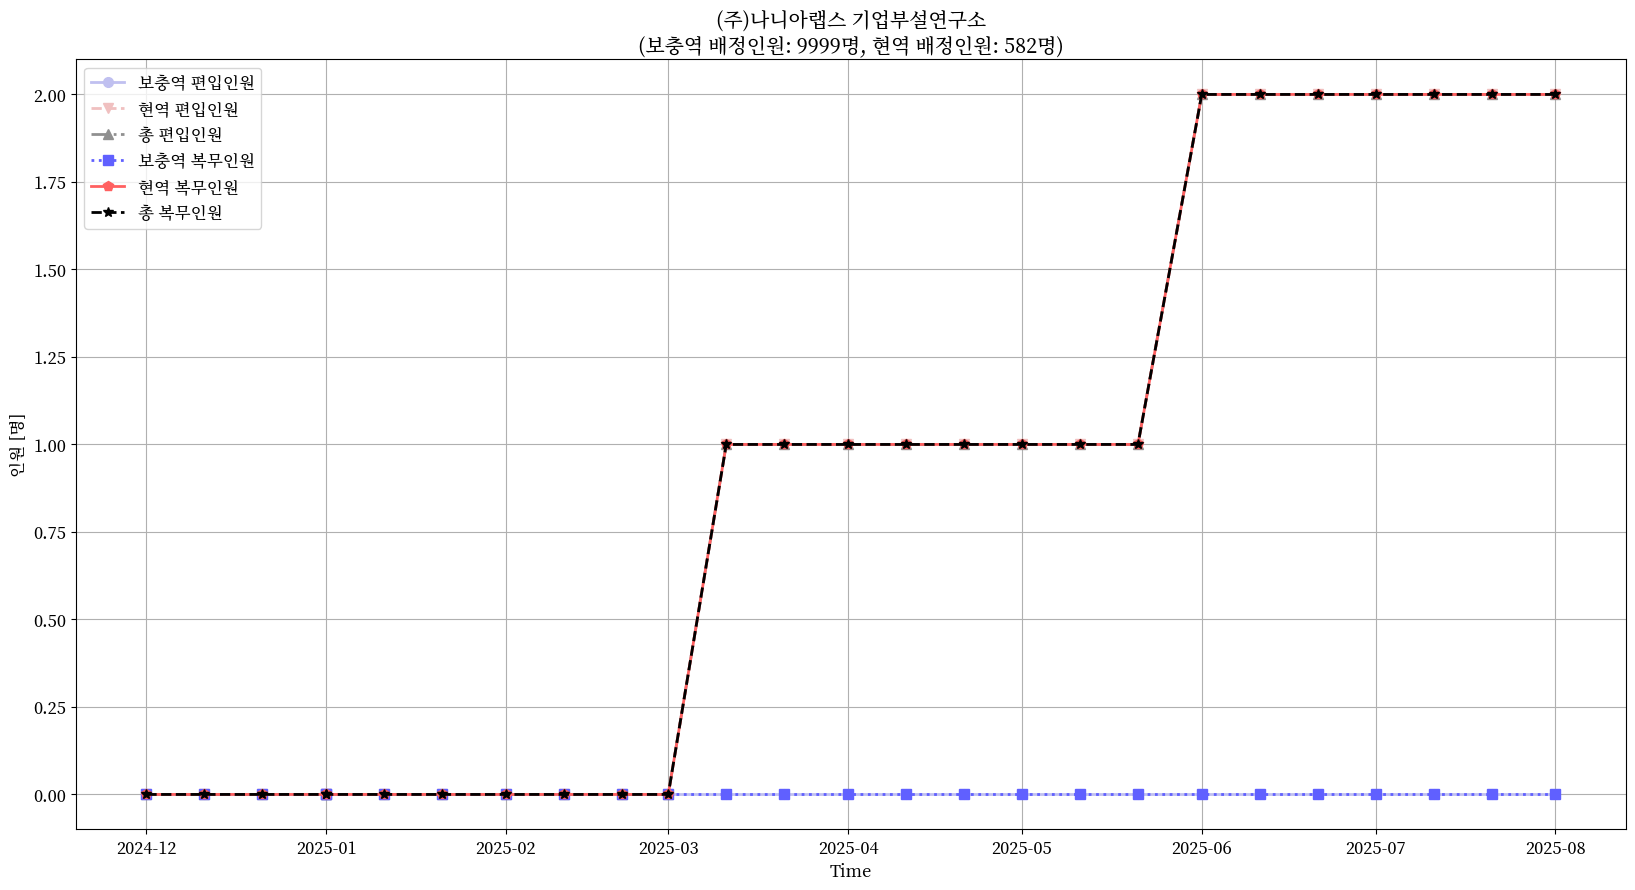 (주)나니아랩스 기업부설연구소
(보충역 배정인원: 9999명, 현역 배정인원: 582명)
보충역 편입인원
현역 편입인원
총 편입인원
보충역 복무인원
현역 복무인원
총 복무인원
2.00
1.75
1.50
1.25
1.00
0.75
0.50
0.25
0.00
인원 [명]
2024-12 2025-01 2025-02 2025-03 2025-04 2025-05 2025-06 2025-07 2025-08
Time